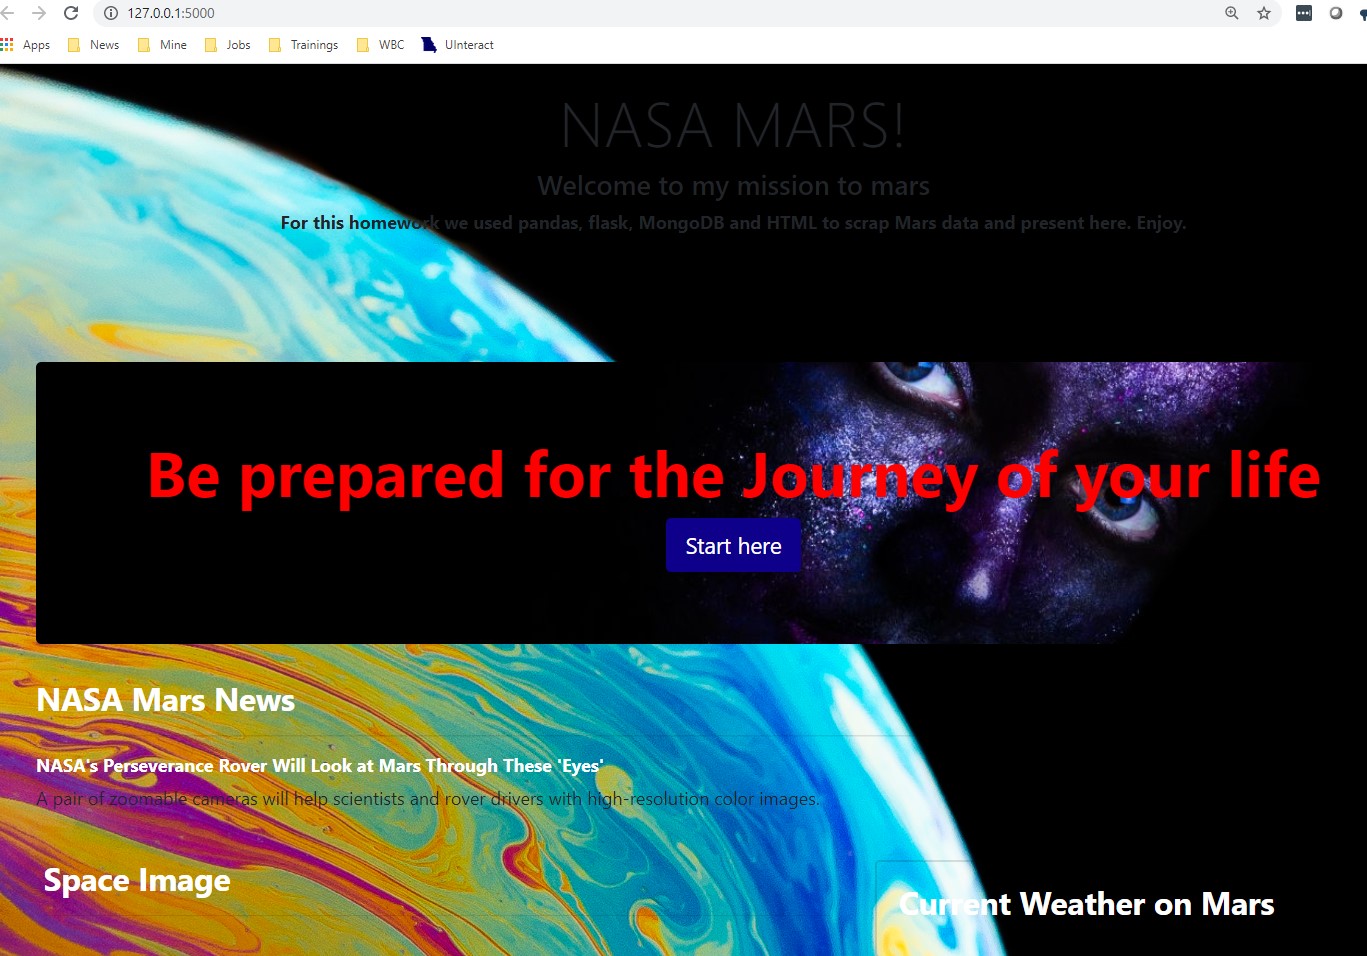 127.0.0.1:5000
Apps News Mine Jobs Trainings WBC UInteract
NASA MARS!
Welcome to my mission to mars
For this homework we used pandas, flask, MongoDB and HTML to scrap Mars data and present here. Enjoy.
Be prepared for the Journey of your life
Start here
NASA Mars News
NASA's Perseverance Rover Will Look at Mars Through These 'Eyes'
A pair of zoomable cameras will help scientists and rover drivers with high-resolution color images.
Space Image
Current Weather on Mars